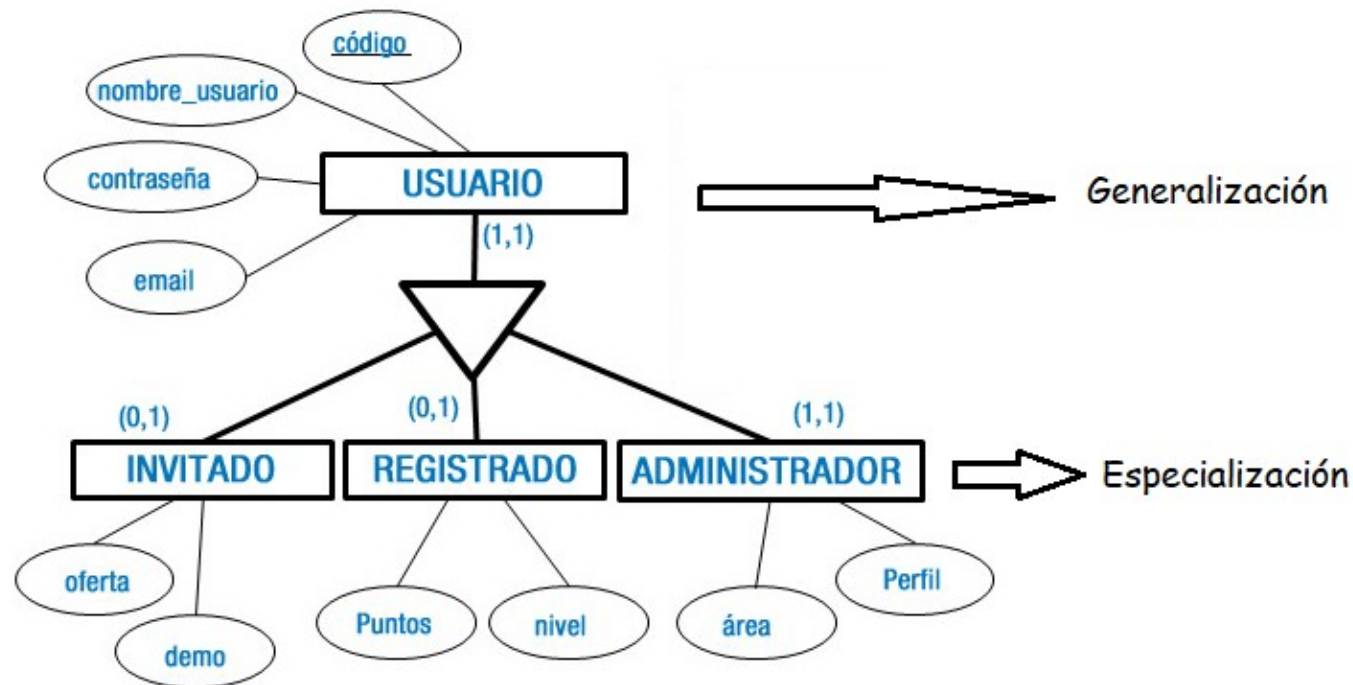 código
nombre_usuario
contraseña
USUARIO
Generalización
(1,1)
email
(0,1)
(0,1)
(1,1)
INVITADO
REGISTRADO
ADMINISTRADOR
Especialización
oferta
demo
Puntos
nivel
área
Perfil